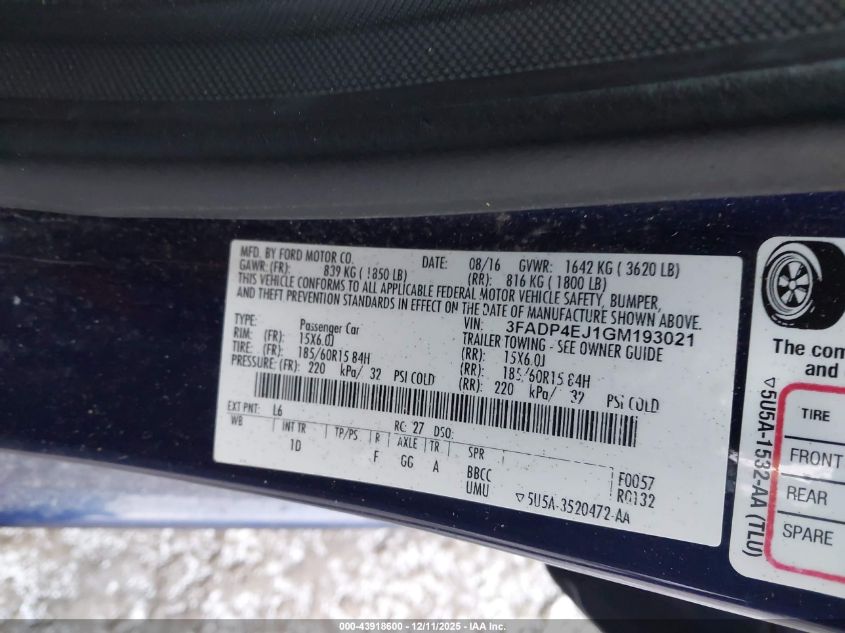 MFD. BY FORD MOTOR CO.
DATE: 08/16 GVWR: 1642 KG ( 3620 LB)
GAWR: (FR): 839 KG ( 1850 LB) (RR): 816 KG ( 1800 LB)
THIS VEHICLE CONFORMS TO ALL APPLICABLE FEDERAL MOTOR VEHICLE SAFETY, BUMPER,
AND THEFT PREVENTION STANDARDS IN EFFECT ON THE DATE OF MANUFACTURE SHOWN ABOVE.
VIN: 3FADP4EJ1GM193021
TYPE: Passenger Car TRAILER TOWING - SEE OWNER GUIDE
RIM: (FR): 15X6.0J (RR): 15X6.0J
TIRE: (FR): 185/60R15 84H (RR): 185/60R15 84H
PRESSURE: (FR): 220 kPa/ 32 PSI COLD (RR): 220 kPa/ 32 PSI COLD
EXT PNT: L6 RC: 27 DSO:
WB INT TR TP/PS R AXLE TR SPR
1D F GG A BBCC
UMU
F0057
R0132
▽5U5A-3520472-AA
The com
and
▽5U5A-1532-AA (TLU)
TIRE
FRONT
REAR
SPARE
000-43918600 - 12/11/2025 - IAA Inc.